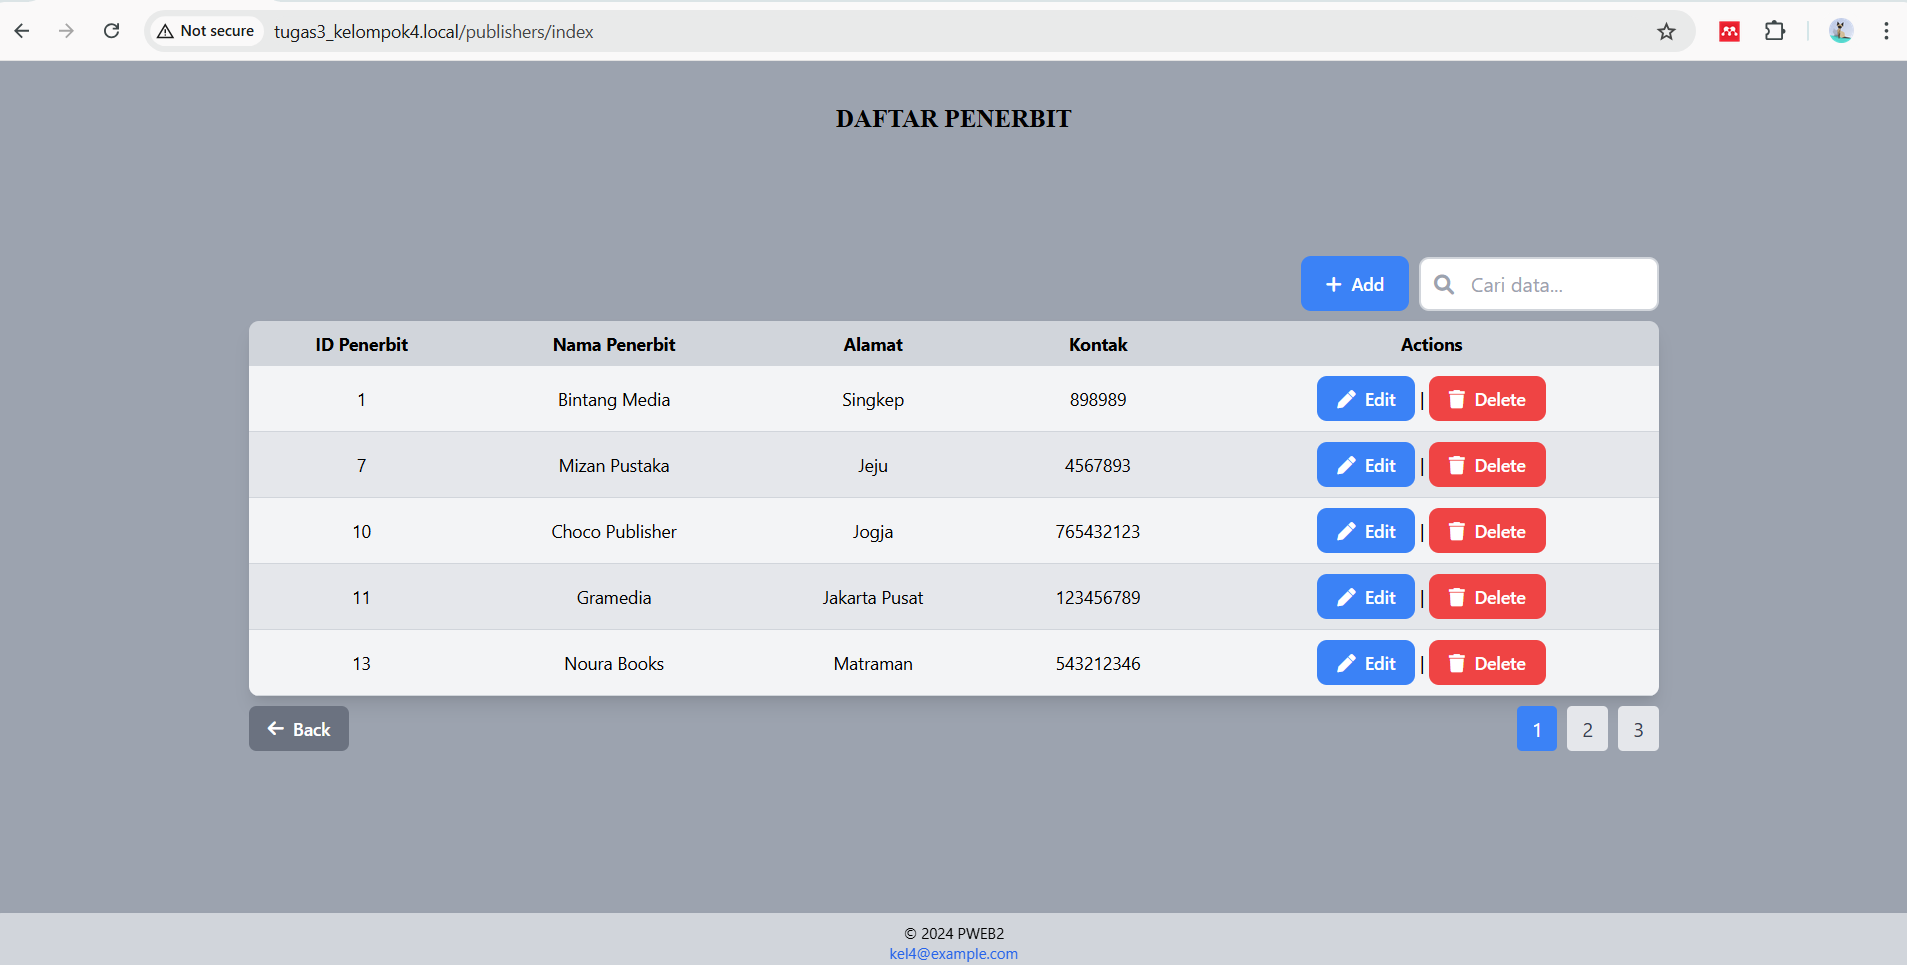 Not secure tugas3_kelompok4.local/publishers/index
DAFTAR PENERBIT
+ Add Cari data...
ID Penerbit Nama Penerbit Alamat Kontak Actions
1 Bintang Media Singkep 898989 Edit | Delete
7 Mizan Pustaka Jeju 4567893 Edit | Delete
10 Choco Publisher Jogja 765432123 Edit | Delete
11 Gramedia Jakarta Pusat 123456789 Edit | Delete
13 Noura Books Matraman 543212346 Edit | Delete
Back 1 2 3
© 2024 PWEB2
kel4@example.com